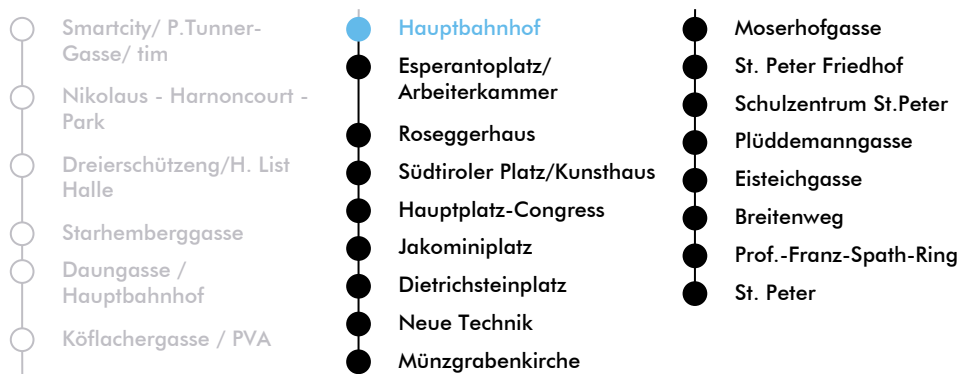 Smartcity/ P.Tunner-
Gasse/ tim
Nikolaus - Harnoncourt -
Park
Dreierschützeng/H. List
Halle
Starhemberggasse
Daungasse /
Hauptbahnhof
Köflachergasse / PVA
Hauptbahnhof
Esperantoplatz/
Arbeiterkammer
Roseggerhaus
Südtiroler Platz/Kunsthaus
Hauptplatz-Congress
Jakominiplatz
Dietrichsteinplatz
Neue Technik
Münzgrabenkirche
Moserhofgasse
St. Peter Friedhof
Schulzentrum St.Peter
Plüddemanngasse
Eisteichgasse
Breitenweg
Prof.-Franz-Spath-Ring
St. Peter